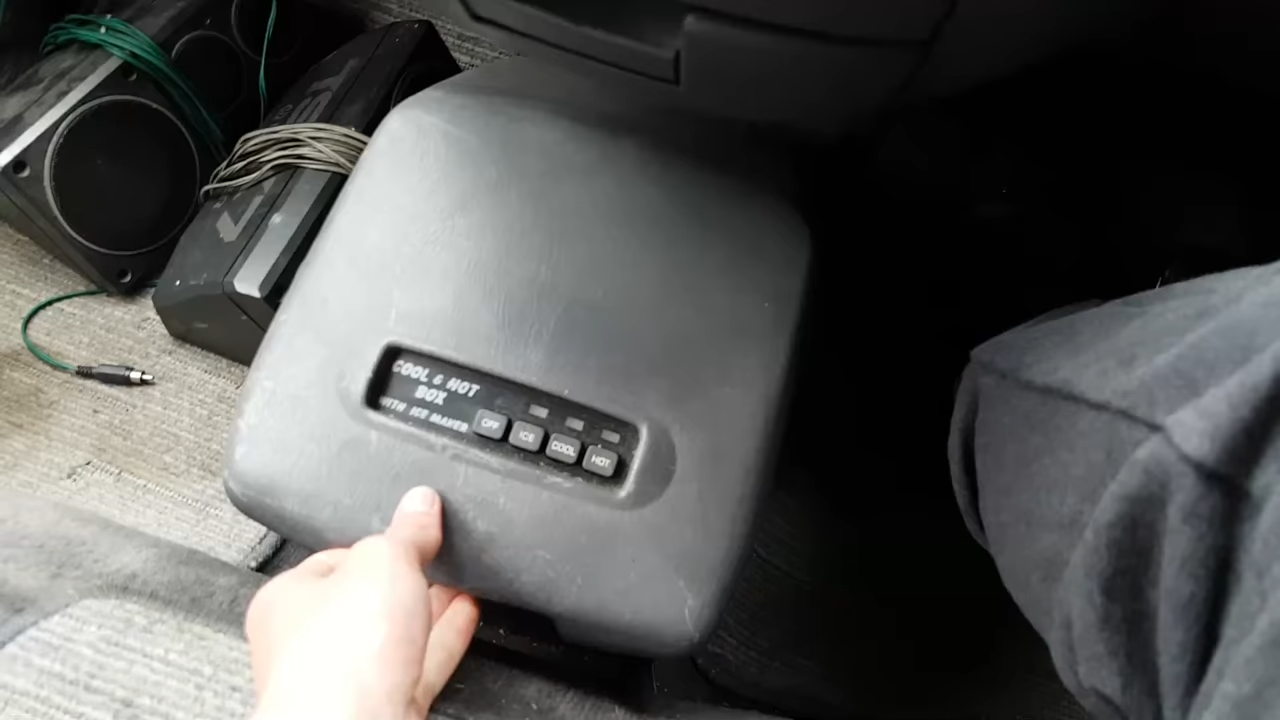 COOL & HOT
BOX
WITH ICE MAKER
OFF
ICE
COOL
HOT